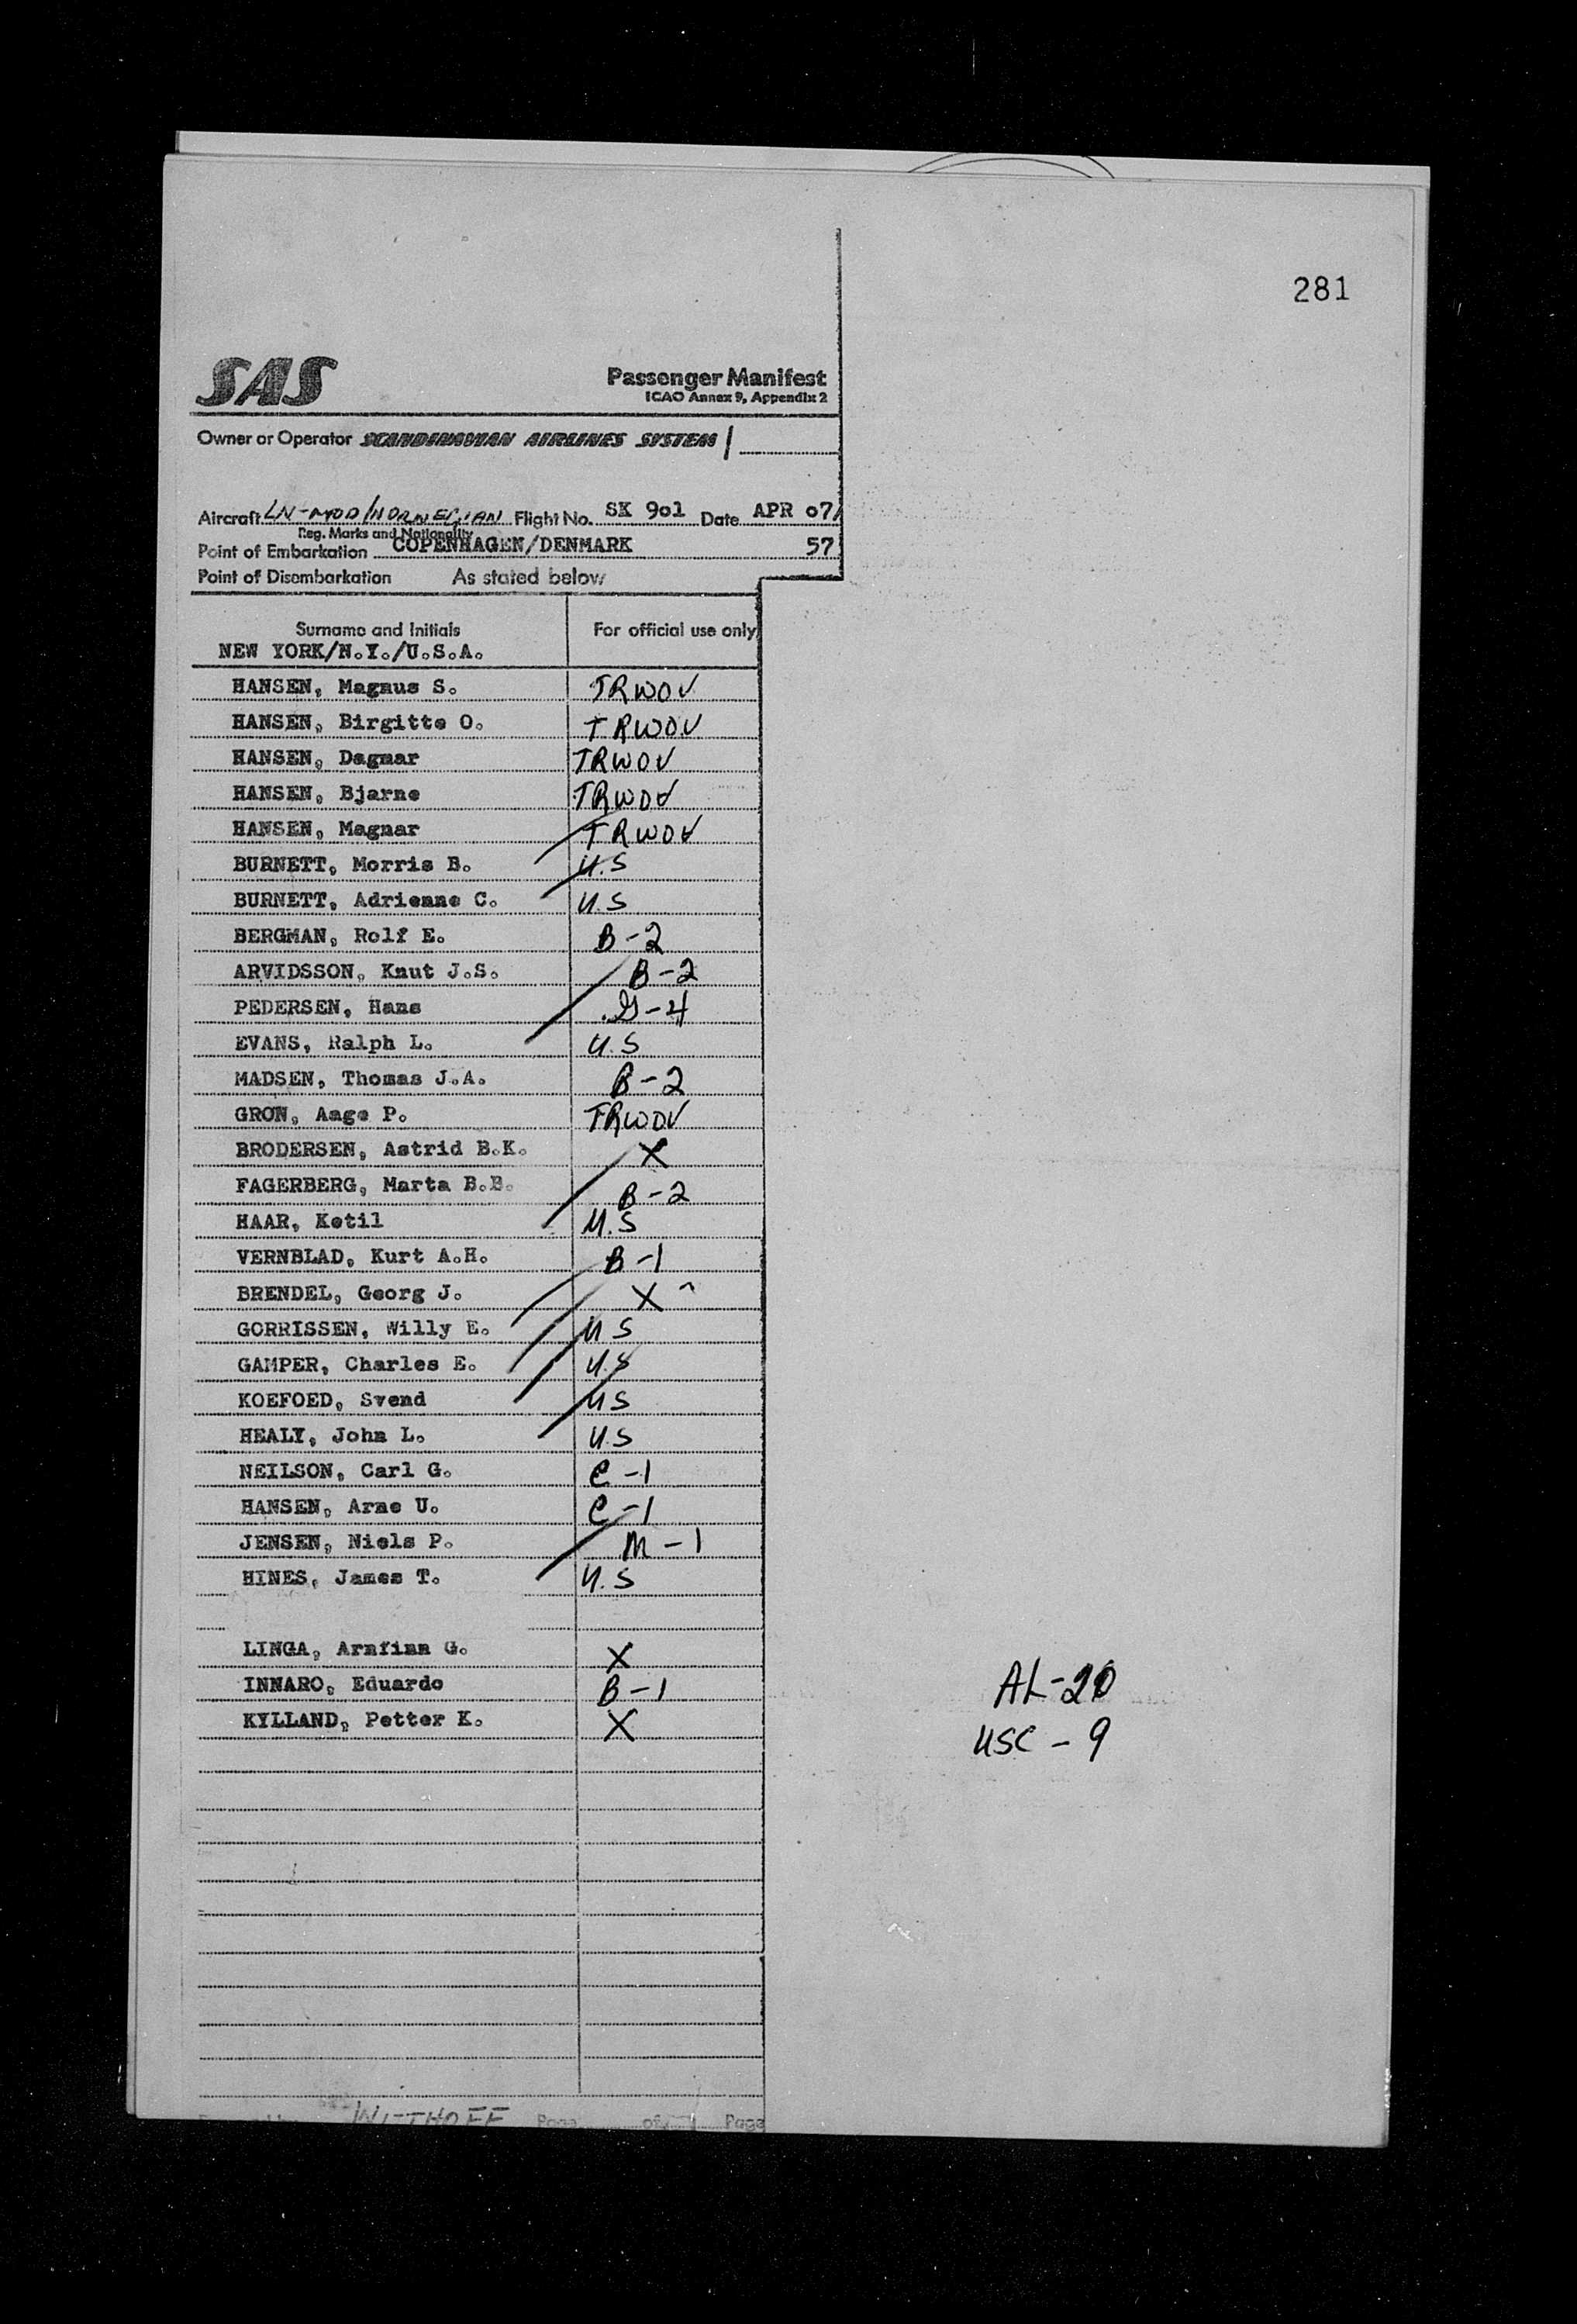 281
SAS
Passenger Manifest
ICAO Annex 9, Appendix 2
Owner or Operator SCANDINAVIAN AIRLINES SYSTEM
Aircraft LN-MOD/NORWEGIAN Flight No. SK 901 Date APR 07/
Reg. Marks and Nationality
Point of Embarkation COPENHAGEN/DENMARK 57
Point of Disembarkation As stated below
Surname and Initials For official use only
NEW YORK/N.Y./U.S.A.
HANSEN, Magnus S. TRWOV
HANSEN, Birgitte O. TRWOV
HANSEN, Dagmar TRWOV
HANSEN, Bjarne TRWOV
HANSEN, Magnar TRWOV
BURNETT, Morris B. U.S
BURNETT, Adrienne C. U.S
BERGMAN, Rolf E. B-2
ARVIDSSON, Knut J.S. B-2
PEDERSEN, Hans G-4
EVANS, Ralph L. U.S
MADSEN, Thomas J.A. B-2
GRON, Aage P. TRWOV
BRODERSEN, Astrid B.K. X
FAGERBERG, Marta B.B. B-2
HAAR, Ketil U.S
VERNBLAD, Kurt A.H. B-1
BRENDEL, Georg J. X
GORRISSEN, Willy E. U S
GAMPER, Charles E. U.S
KOEFOED, Svend U S
HEALY, John L. U.S
NEILSON, Carl G. C-1
HANSEN, Arne U. C-1
JENSEN, Niels P. M-1
HINES, James T. U.S
LINGA, Arnfinn G. X
INNARO, Eduardo B-1
KYLLAND, Petter K. X
AL-20
USC-9
Page of Page